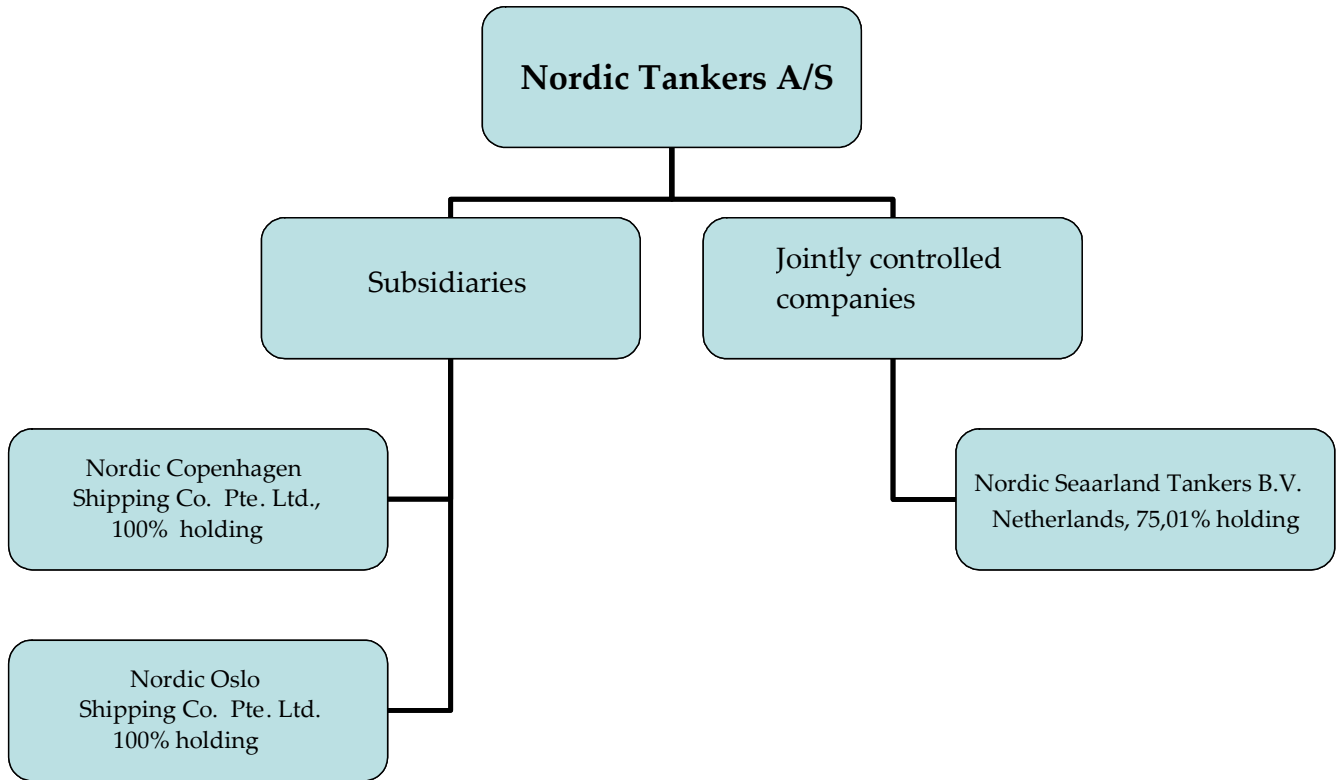 Nordic Tankers A/S
Subsidiaries
Jointly controlled
companies
Nordic Copenhagen
Shipping Co. Pte. Ltd.,
100% holding
Nordic Seaarland Tankers B.V.
Netherlands, 75,01% holding
Nordic Oslo
Shipping Co. Pte. Ltd.
100% holding